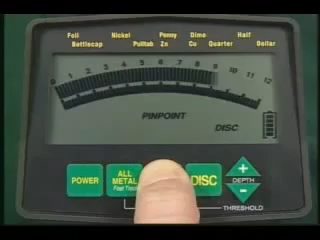 Foil Nickel Penny Dime Half
Bottlecap Pulltab Zn Cu Quarter Dollar
0 1 2 3 4 5 6 7 8 9 10 11 12
PINPOINT
DISC
POWER
ALL
METAL
DISC
DEPTH
THRESHOLD